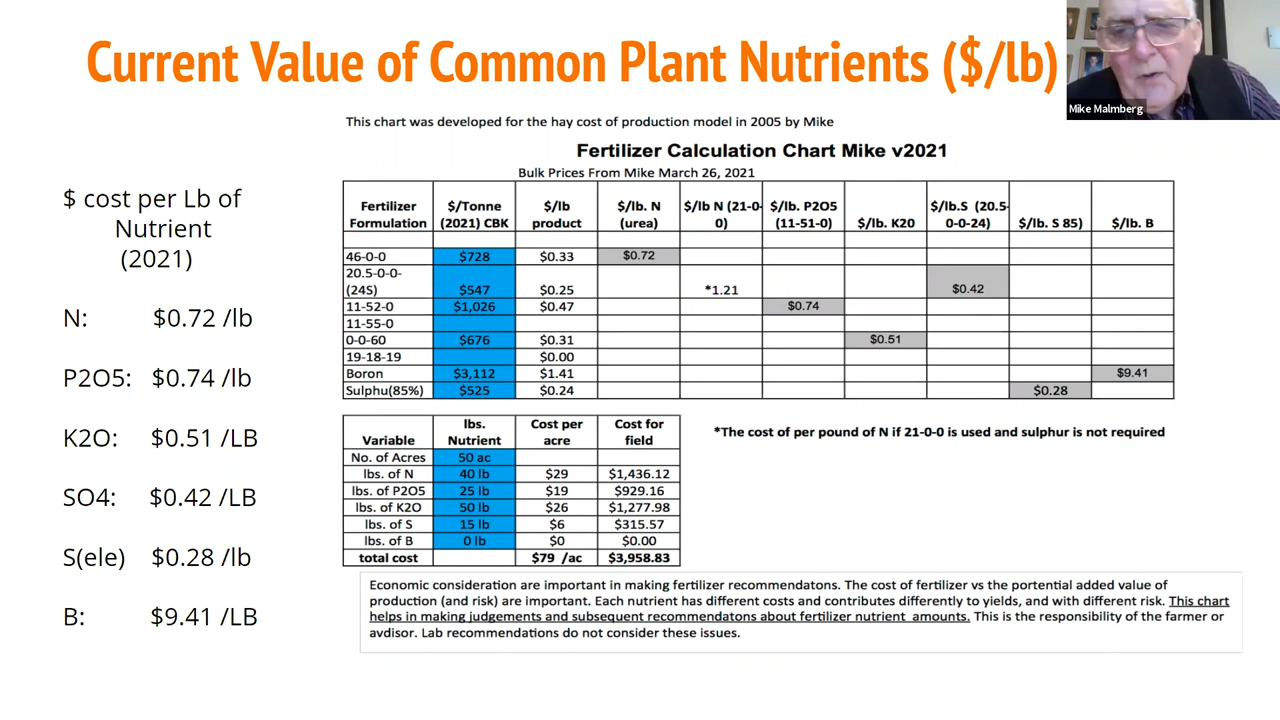 Current Value of Common Plant Nutrients ($/lb)
Mike Malmberg
$ cost per Lb of
Nutrient
(2021)
N: $0.72 /lb
P2O5: $0.74 /lb
K2O: $0.51 /LB
SO4: $0.42 /LB
S(ele) $0.28 /lb
B: $9.41 /LB
This chart was developed for the hay cost of production model in 2005 by Mike
Fertilizer Calculation Chart Mike v2021
Bulk Prices From Mike March 26, 2021
Fertilizer $/Tonne $/lb $/lb. N $/lb N (21-0- $/lb. P2O5 $/lb.S (20.5-
Formulation (2021) CBK product (urea) 0) (11-51-0) $/lb. K20 0-0-24) $/lb. S 85) $/lb. B
46-0-0 $728 $0.33 $0.72
20.5-0-0-
(24S) $547 $0.25 *1.21 $0.42
11-52-0 $1,026 $0.47 $0.74
11-55-0
0-0-60 $676 $0.31 $0.51
19-18-19 $0.00
Boron $3,112 $1.41 $9.41
Sulphu(85%) $525 $0.24 $0.28
lbs. Cost per Cost for
Variable Nutrient acre field
No. of Acres 50 ac
lbs. of N 40 lb $29 $1,436.12
lbs. of P2O5 25 lb $19 $929.16
lbs. of K2O 50 lb $26 $1,277.98
lbs. of S 15 lb $6 $315.57
lbs. of B 0 lb $0 $0.00
total cost $79 /ac $3,958.83
*The cost of per pound of N if 21-0-0 is used and sulphur is not required
Economic consideration are important in making fertilizer recommendatons. The cost of fertilizer vs the portential added value of
production (and risk) are important. Each nutrient has different costs and contributes differently to yields, and with different risk. This chart
helps in making judgements and subsequent recommendatons about fertilizer nutrient amounts. This is the responsibility of the farmer or
avdisor. Lab recommendations do not consider these issues.